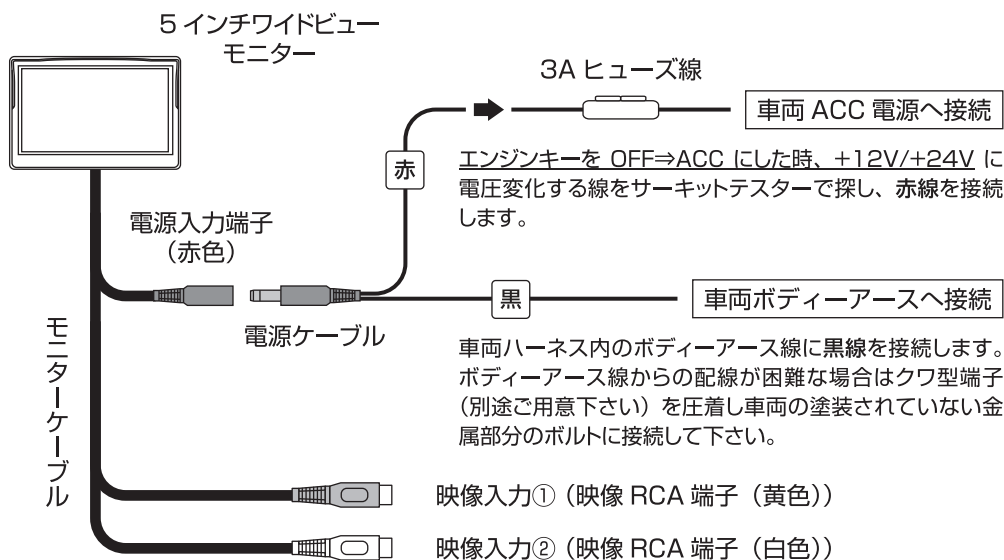 5 インチワイドビュー
モニター
3A ヒューズ線
車両 ACC 電源へ接続
赤
エンジンキーを OFF⇒ACC にした時、+12V/+24V に
電圧変化する線をサーキットテスターで探し、赤線を接続
します。
電源入力端子
(赤色)
黒
車両ボディーアースへ接続
電源ケーブル
モニターケーブル
車両ハーネス内のボディーアース線に黒線を接続します。
ボディーアース線からの配線が困難な場合はクワ型端子
(別途ご用意下さい) を圧着し車両の塗装されていない金
属部分のボルトに接続して下さい。
映像入力① (映像 RCA 端子 (黄色))
映像入力② (映像 RCA 端子 (白色))